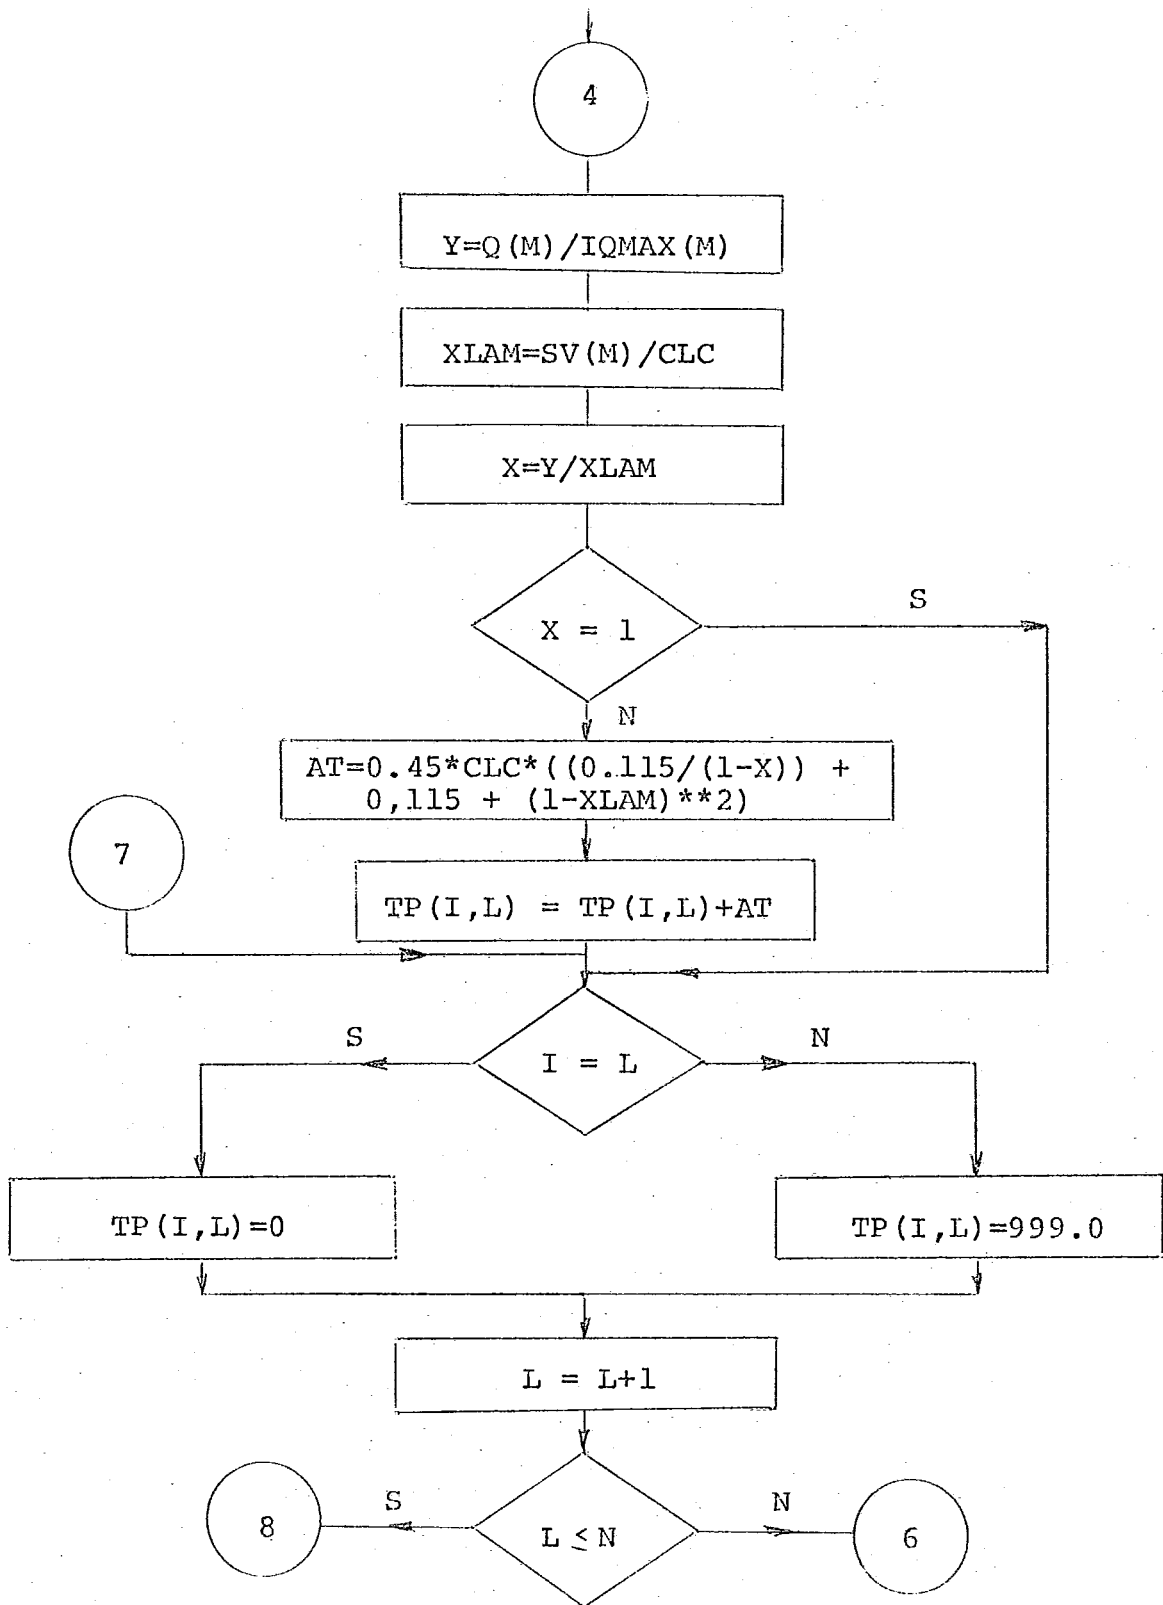 4
Y=Q(M)/IQMAX(M)
XLAM=SV(M)/CLC
X=Y/XLAM
X = 1
S
N
AT=0.45*CLC*((0.115/(1-X)) +
0,115 + (1-XLAM)**2)
7
TP(I,L) = TP(I,L)+AT
S
I = L
N
TP(I,L)=0
TP(I,L)=999.0
L = L+1
8
S
L ≤ N
N
6